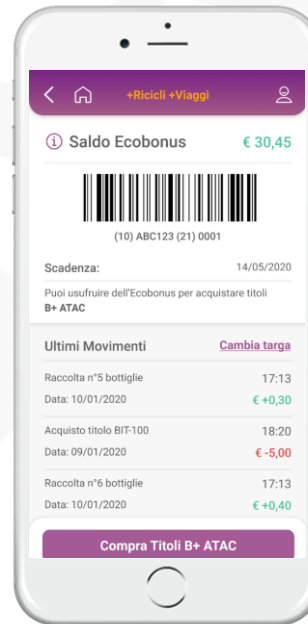 +Ricicli +Viaggi
Saldo Ecobonus € 30,45
(10) ABC123 (21) 0001
Scadenza: 14/05/2020
Puoi usufruire dell'Ecobonus per acquistare titoli
B+ ATAC
Ultimi Movimenti Cambia targa
Raccolta n°5 bottiglie 17:13
Data: 10/01/2020 € +0,30
Acquisto titolo BIT-100 18:20
Data: 09/01/2020 € -5,00
Raccolta n°6 bottiglie 17:13
Data: 10/01/2020 € +0,40
Compra Titoli B+ ATAC